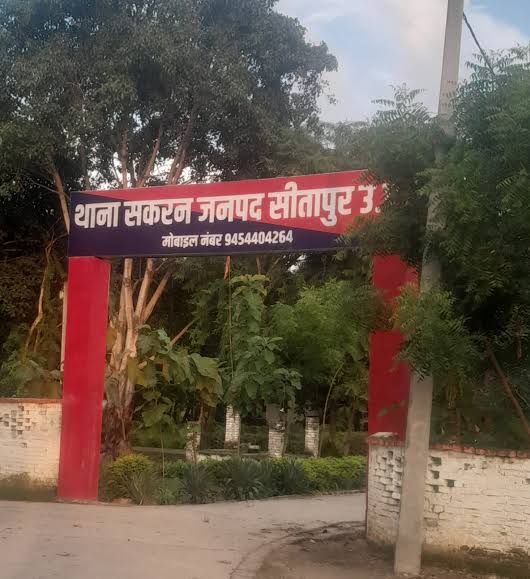 थाना सकरन जनपद सीतापुर उ.
मोबाइल नंबर 9454404264